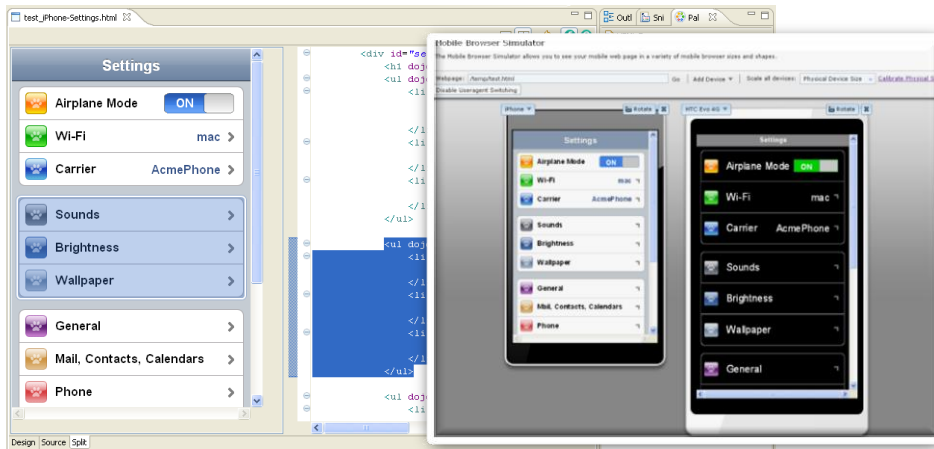 test_iPhone-Settings.html
Outl
Sni
Pal
Settings
Airplane Mode
ON
Wi-Fi
mac
Carrier
AcmePhone
Sounds
Brightness
Wallpaper
General
Mail, Contacts, Calendars
Phone
Design
Source
Split
<div id="se
<h1 doj
<ul doj
<li
</l
<li
</l
<li
</l
</ul>
<ul doj
<li
</l
<li
</l
<li
</l
</ul>
<ul doj
<li
Mobile Browser Simulator
The Mobile Browser Simulator allows you to see your mobile web page in a variety of mobile browser sizes and shapes.
Webpage: /temp/test.html
Go
Add Device
Scale all devices:
Physical Device Size
Calibrate Physical S
Disable Useragent Switching
iPhone
Rotate
Settings
Airplane Mode
ON
Wi-Fi
mac
Carrier
AcmePhone
Sounds
Brightness
Wallpaper
General
Mail, Contacts, Calendars
Phone
HTC Evo 4G
Rotate
Settings
Airplane Mode
ON
Wi-Fi
mac
Carrier
AcmePhone
Sounds
Brightness
Wallpaper
General